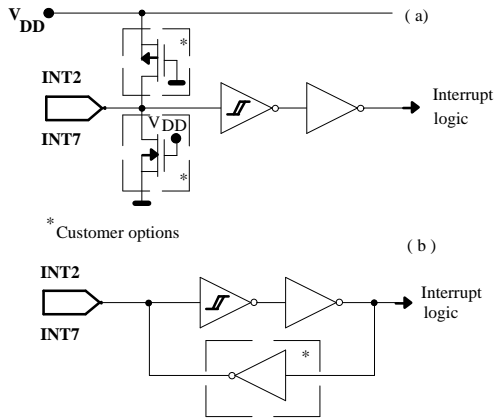 V DD
( a )
*
INT2
INT7
V DD
*
Interrupt
logic
* Customer options
( b )
INT2
INT7
Interrupt
logic
*